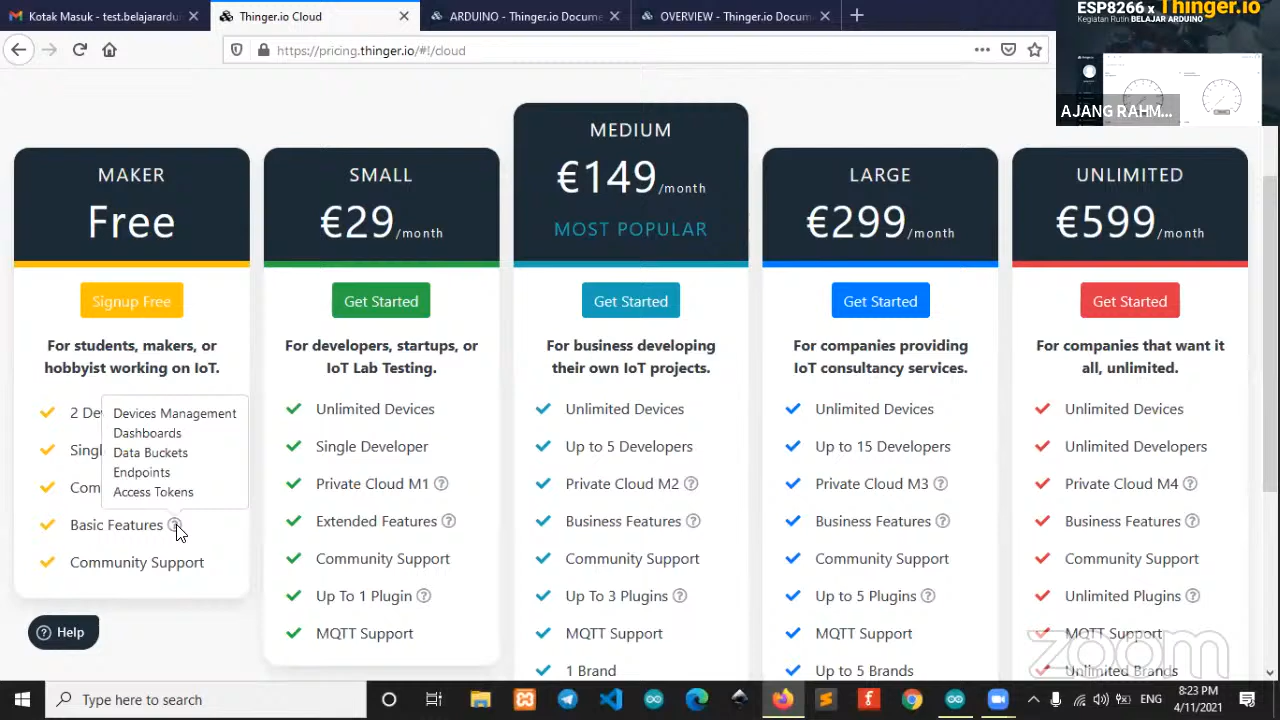 Kotak Masuk - test.belajarardu
Thinger.io Cloud
ARDUINO - Thinger.io Docume
OVERVIEW - Thinger.io Docum
https://pricing.thinger.io/#!/cloud
ESP8266 x Thinger.io
Kegiatan Rutin BELAJAR ARDUINO
AJANG RAHM...
MAKER
Free
Signup Free
For students, makers, or
hobbyist working on IoT.
2 De
Singl
Com
Basic Features
Community Support
Devices Management
Dashboards
Data Buckets
Endpoints
Access Tokens
SMALL
€29/month
Get Started
For developers, startups, or
IoT Lab Testing.
Unlimited Devices
Single Developer
Private Cloud M1
Extended Features
Community Support
Up To 1 Plugin
MQTT Support
MEDIUM
€149/month
MOST POPULAR
Get Started
For business developing
their own IoT projects.
Unlimited Devices
Up to 5 Developers
Private Cloud M2
Business Features
Community Support
Up To 3 Plugins
MQTT Support
1 Brand
LARGE
€299/month
Get Started
For companies providing
IoT consultancy services.
Unlimited Devices
Up to 15 Developers
Private Cloud M3
Business Features
Community Support
Up to 5 Plugins
MQTT Support
Up to 5 Brands
UNLIMITED
€599/month
Get Started
For companies that want it
all, unlimited.
Unlimited Devices
Unlimited Developers
Private Cloud M4
Business Features
Community Support
Unlimited Plugins
MQTT Support
Unlimited Brands
zoom
Help
Type here to search
ENG
8:23 PM
4/11/2021